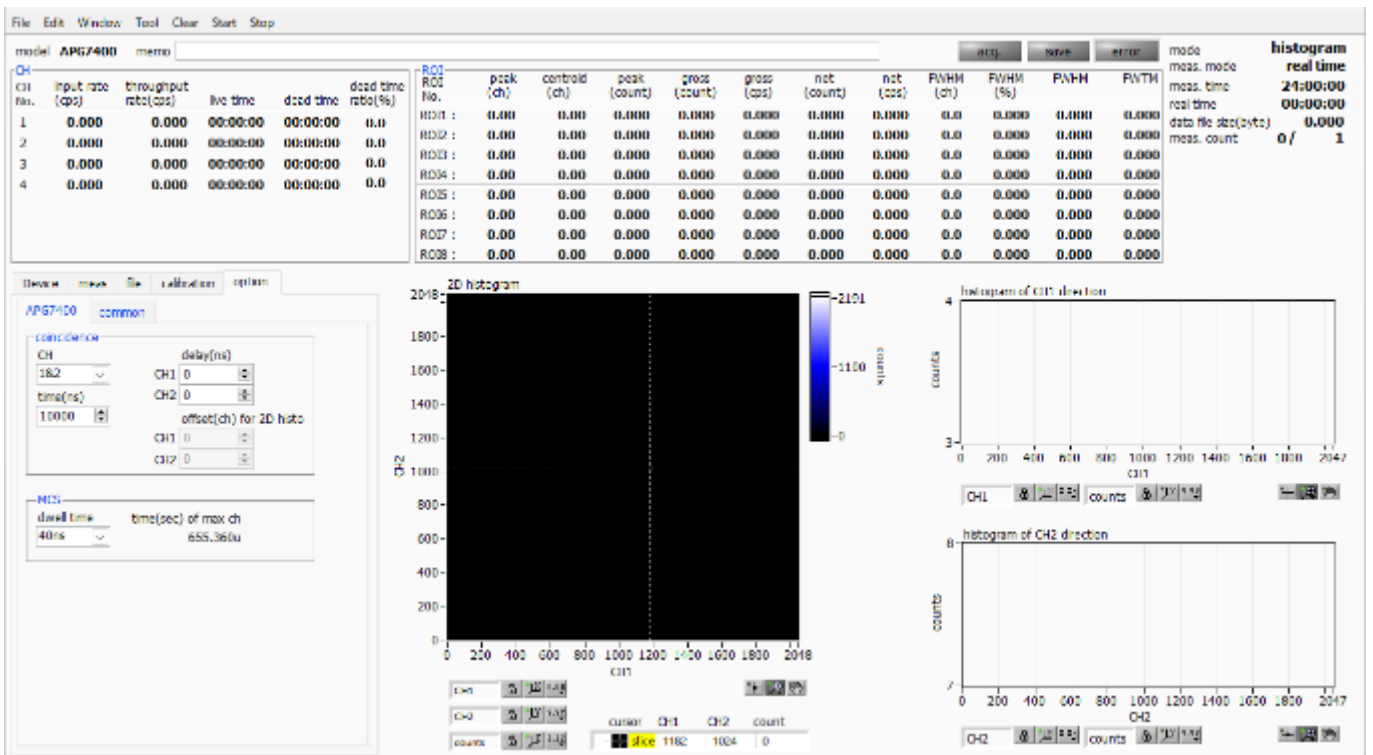 File Edit Window Tool Clear Start Stop
model APG7400 memo
acq. save error
mode histogram
meas. mode real time
meas. time 24:00:00
real time 00:00:00
data file size(byte) 0.000
meas. count 0/ 1
CH
CH No. input rate (cps) throughput rate(cps) live time dead time dead time ratio(%)
1 0.000 0.000 00:00:00 00:00:00 0.0
2 0.000 0.000 00:00:00 00:00:00 0.0
3 0.000 0.000 00:00:00 00:00:00 0.0
4 0.000 0.000 00:00:00 00:00:00 0.0
ROI
ROI No. peak (ch) centroid (ch) peak (count) gross (count) gross (cps) net (count) net (cps) FWHM (ch) FWHM (%) FWHM FWTM
ROI1 : 0.00 0.00 0.000 0.000 0.000 0.000 0.000 0.0 0.000 0.000 0.000
ROI2 : 0.00 0.00 0.000 0.000 0.000 0.000 0.000 0.0 0.000 0.000 0.000
ROI3 : 0.00 0.00 0.000 0.000 0.000 0.000 0.000 0.0 0.000 0.000 0.000
ROI4 : 0.00 0.00 0.000 0.000 0.000 0.000 0.000 0.0 0.000 0.000 0.000
ROI5 : 0.00 0.00 0.000 0.000 0.000 0.000 0.000 0.0 0.000 0.000 0.000
ROI6 : 0.00 0.00 0.000 0.000 0.000 0.000 0.000 0.0 0.000 0.000 0.000
ROI7 : 0.00 0.00 0.000 0.000 0.000 0.000 0.000 0.0 0.000 0.000 0.000
ROI8 : 0.00 0.00 0.000 0.000 0.000 0.000 0.000 0.0 0.000 0.000 0.000
Device meas file calibration option
APG7400 common
coincidence
CH delay(ns)
1&2 CH1 0
time(ns) CH2 0
10000 offset(ch) for 2D histo
CH1 0
CH2 0
MCS
dwell time time(sec) of max ch
40ns 655.360u
2D histogram
2048
1800
1600
1400
1200
1000
800
600
400
200
0
CH2
0 200 400 600 800 1000 1200 1400 1600 1800 2048
CH1
2191
1100
0
counts
CH1
CH2
counts
cursor CH1 CH2 count
slice 1182 1024 0
histogram of CH1 direction
4
counts
3
0 200 400 600 800 1000 1200 1400 1600 1800 2047
CH1
CH1 counts
histogram of CH2 direction
8
counts
7
0 200 400 600 800 1000 1200 1400 1600 1800 2047
CH2
CH2 counts